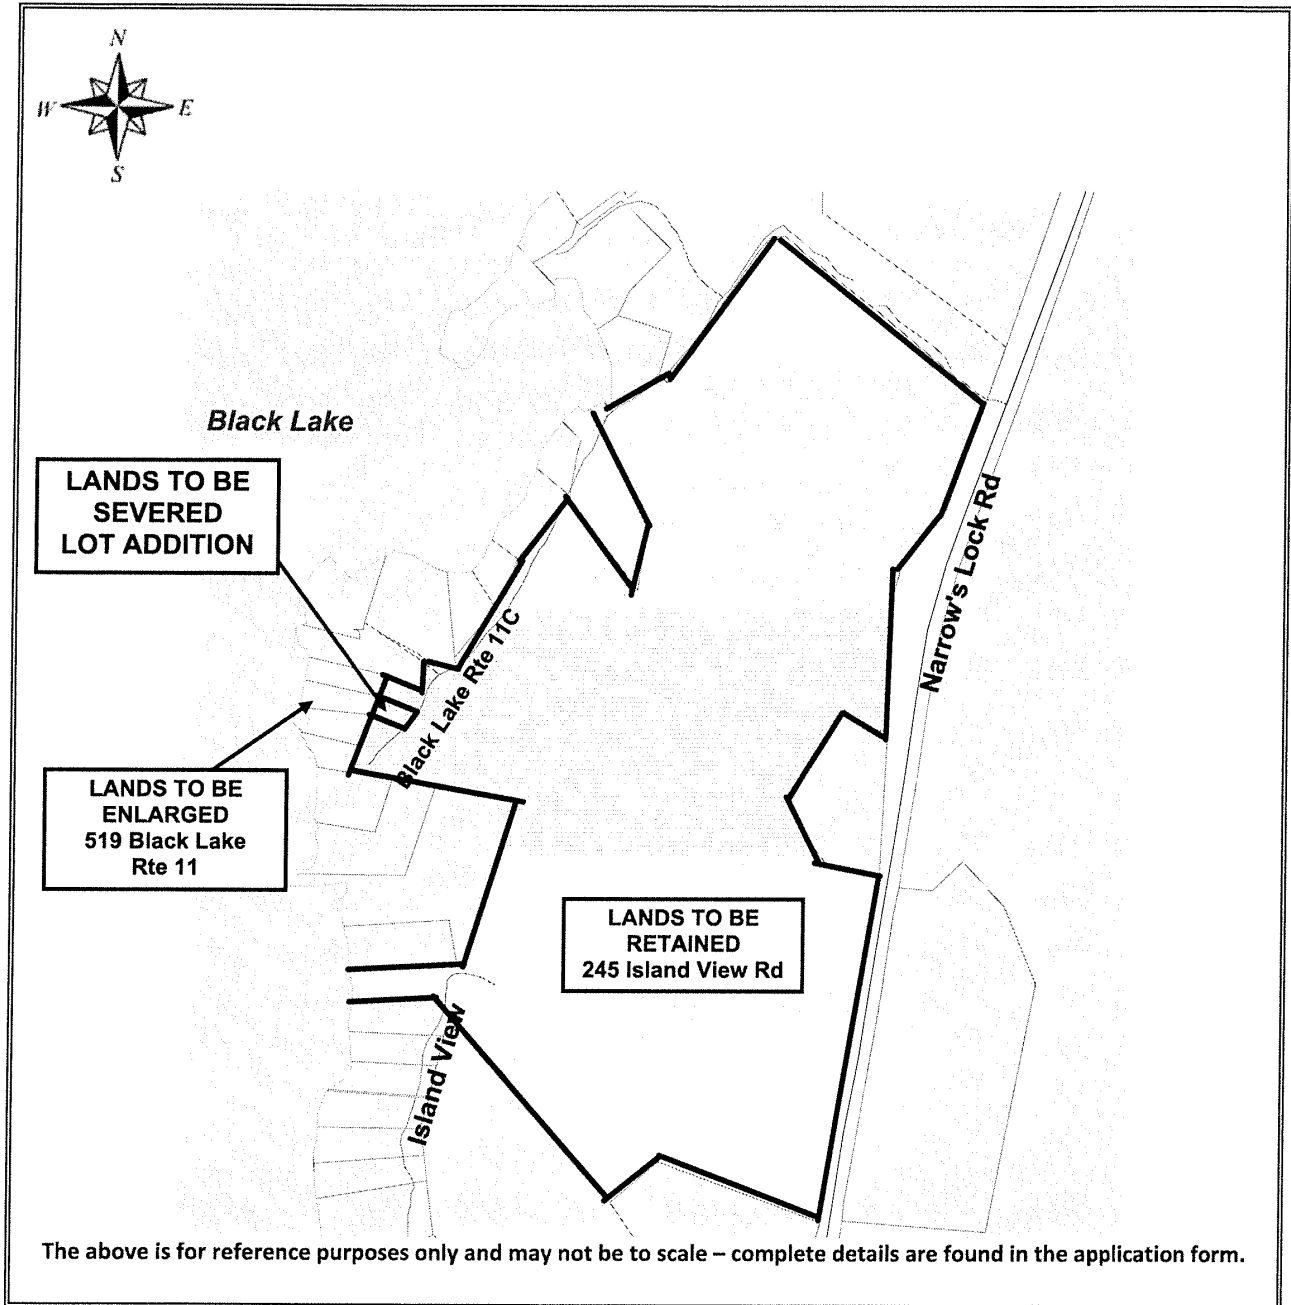 N
W
E
S
Black Lake
LANDS TO BE
SEVERED
LOT ADDITION
Narrow's Lock Rd
Black Lake Rte 11C
LANDS TO BE
ENLARGED
519 Black Lake
Rte 11
LANDS TO BE
RETAINED
245 Island View Rd
Island View
The above is for reference purposes only and may not be to scale – complete details are found in the application form.